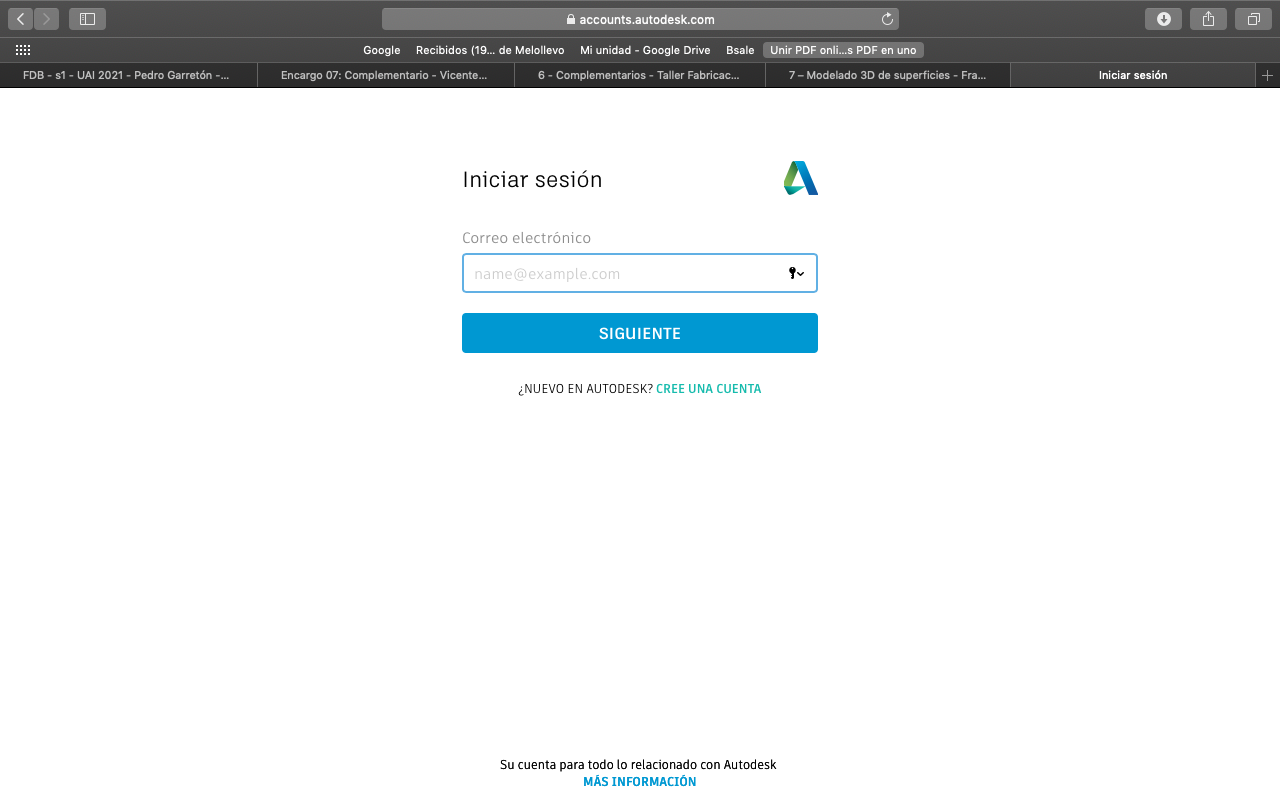 accounts.autodesk.com
Google Recibidos (19... de Melollevo Mi unidad - Google Drive Bsale Unir PDF onli...s PDF en uno
FDB - s1 - UAI 2021 - Pedro Garretón -... Encargo 07: Complementario - Vicente... 6 - Complementarios - Taller Fabricac... 7 – Modelado 3D de superficies - Fra... Iniciar sesión
Iniciar sesión
Correo electrónico
name@example.com
SIGUIENTE
¿NUEVO EN AUTODESK? CREE UNA CUENTA
Su cuenta para todo lo relacionado con Autodesk
MÁS INFORMACIÓN